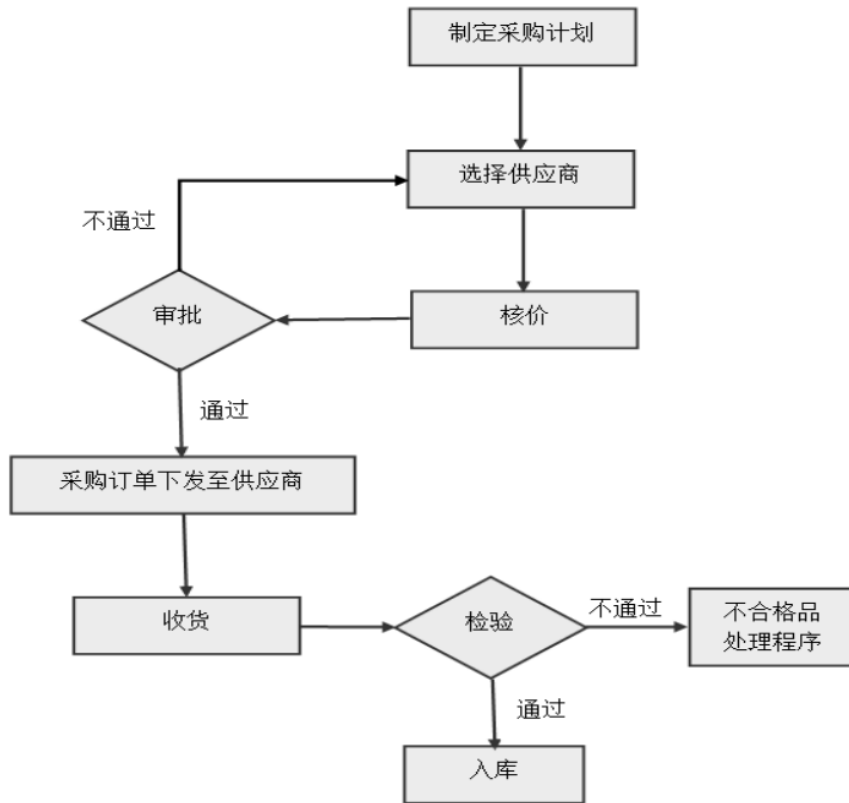 制定采购计划
选择供应商
不通过
审批
核价
通过
采购订单下发至供应商
收货
检验
不通过
不合格品
处理程序
通过
入库